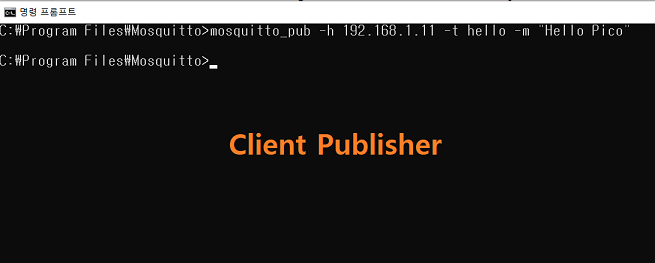 명령 프롬프트
C:₩Program Files₩Mosquitto>mosquitto_pub -h 192.168.1.11 -t hello -m "Hello Pico"
C:₩Program Files₩Mosquitto>
Client Publisher